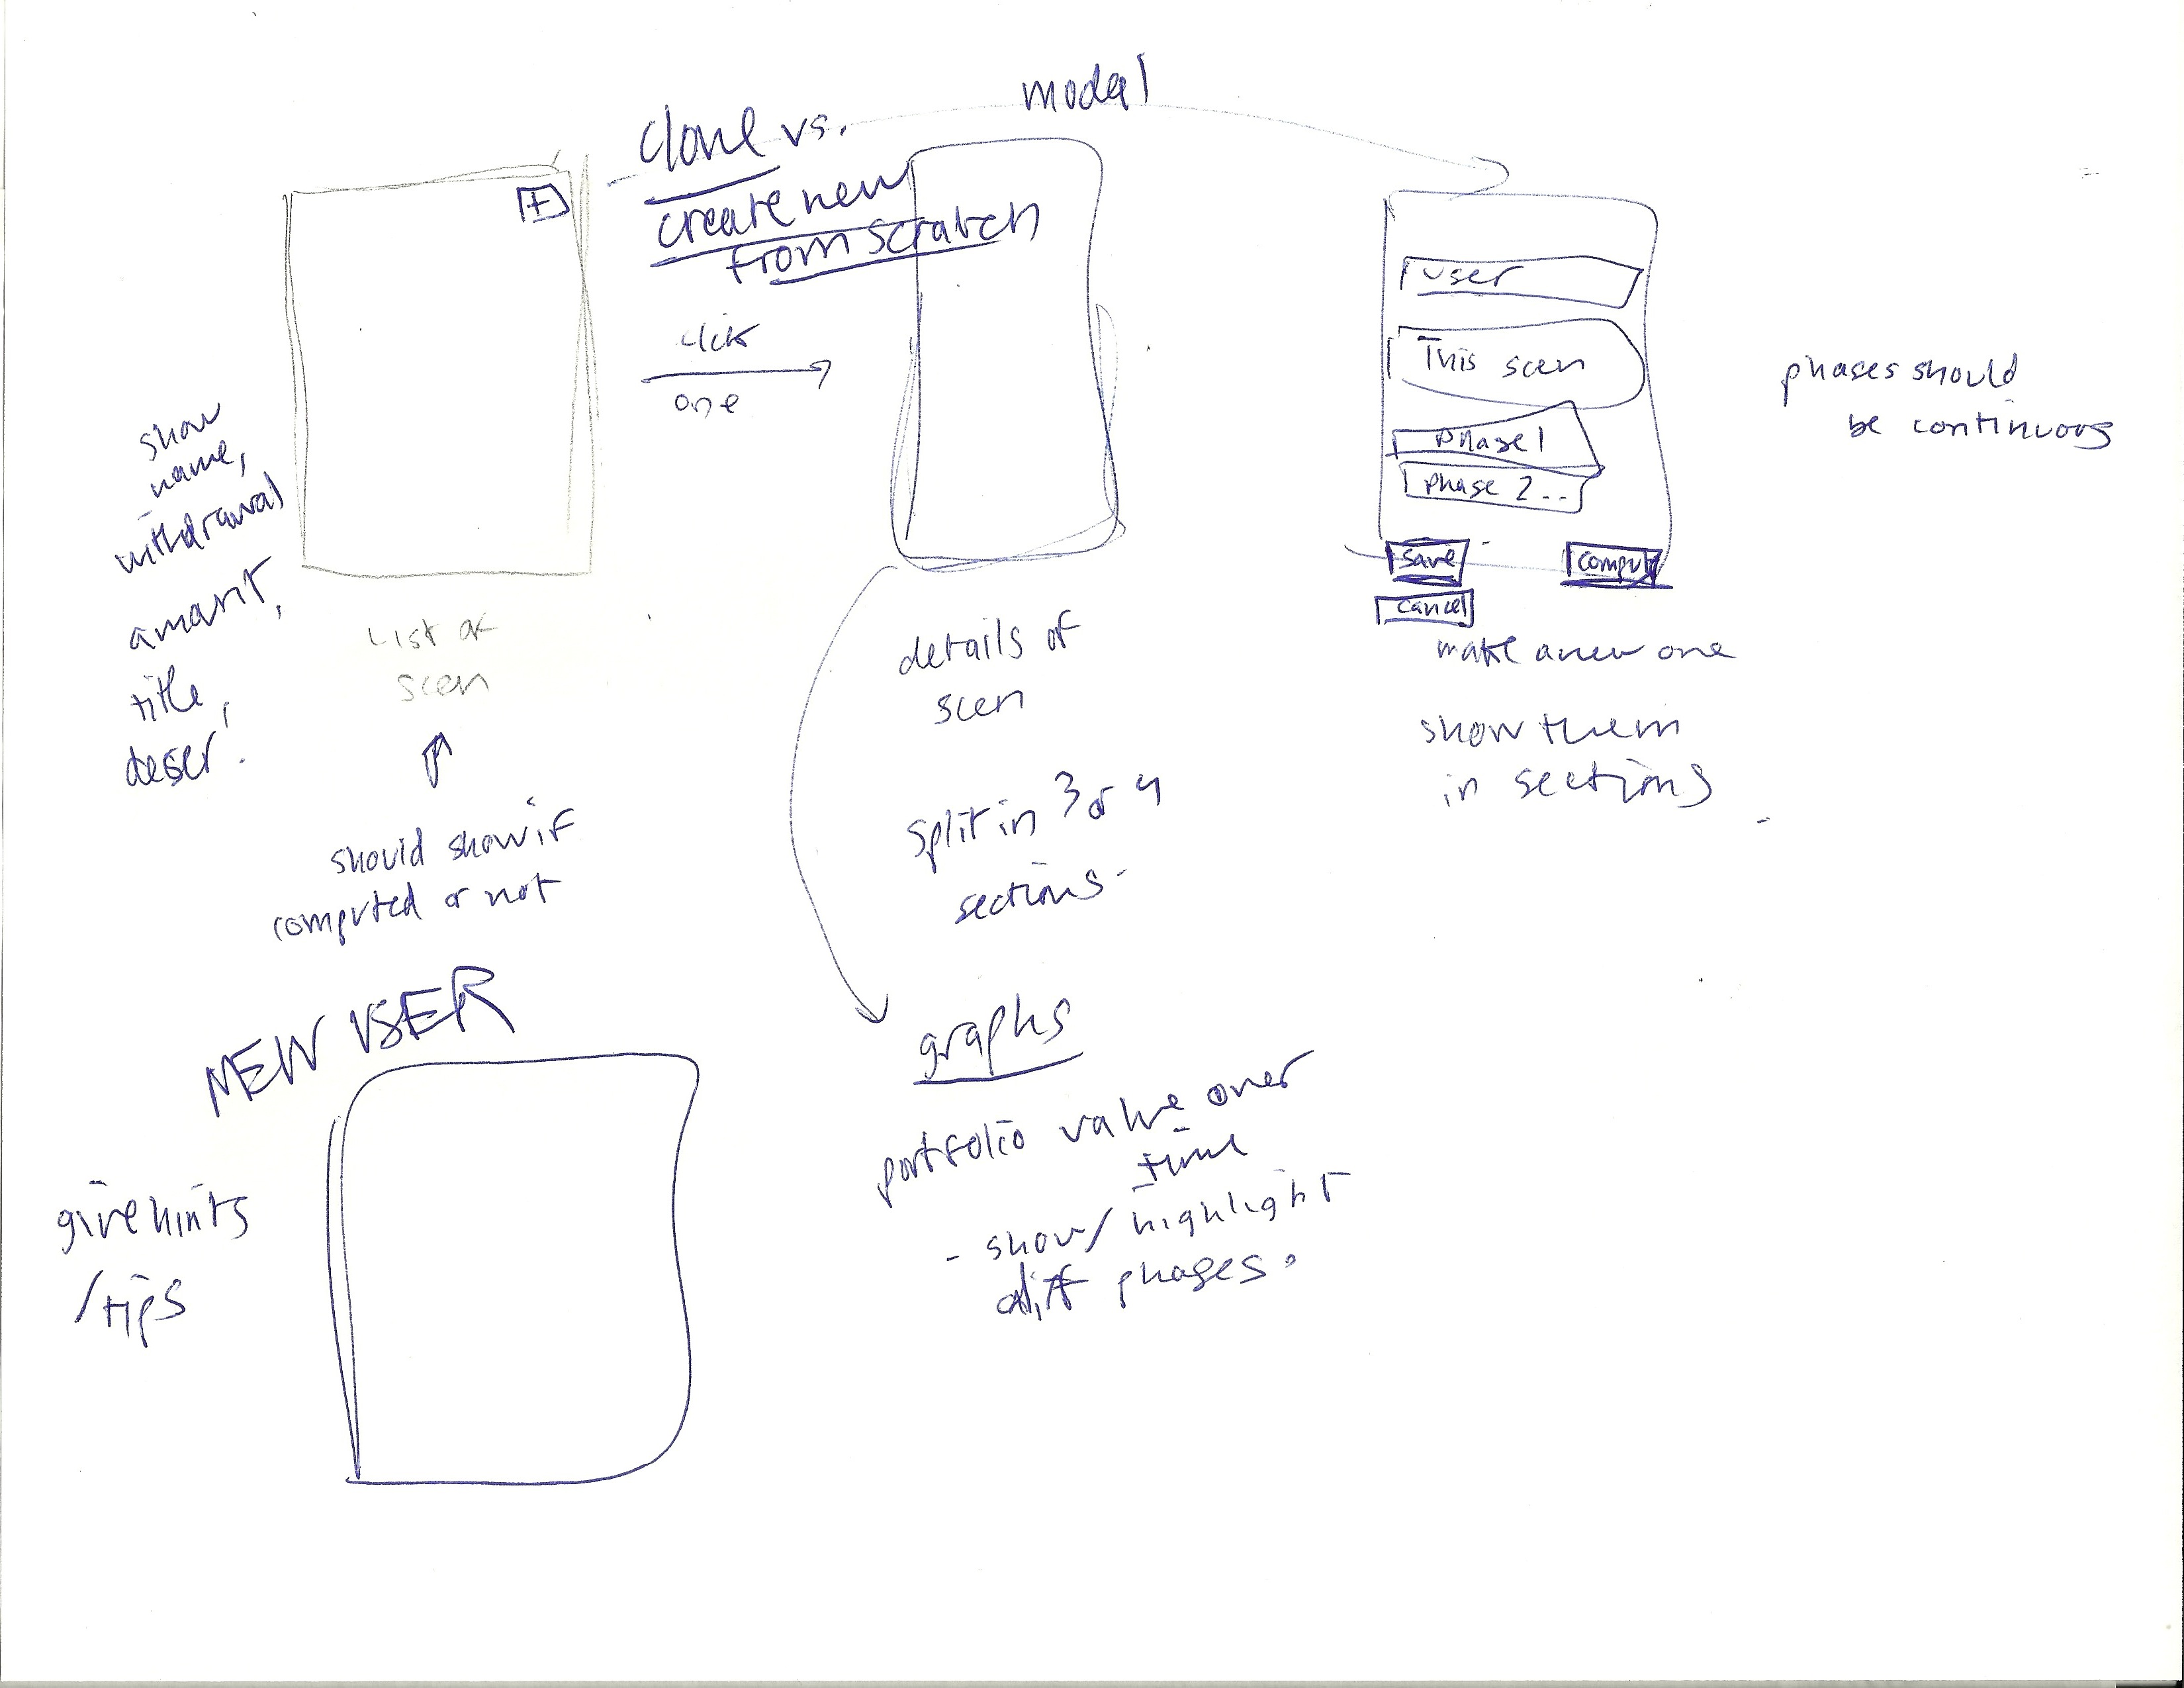 modal
clone vs.
create new
from scratch
+
click
one
show
name,
withdrawal
amount,
title,
descr.
list of
scen
should show if
computed or not
details of
scen
split in 3 or 4
sections.
graphs
portfolio value over
time
- show/highlight
diff phases.
user
This scen
phase 1
phase 2...
save
compute
cancel
make a new one
show them
in sections
phases should
be continuous
NEW USER
give hints
/tips